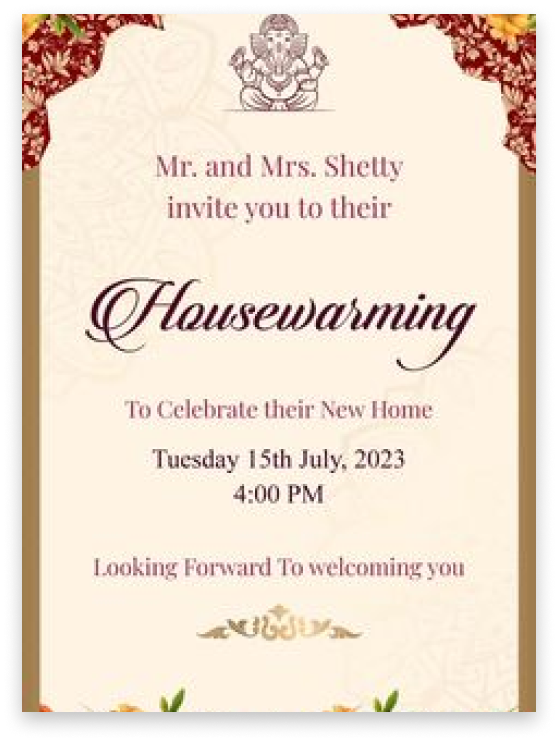 Mr. and Mrs. Shetty
invite you to their
Housewarming
To Celebrate their New Home
Tuesday 15th July, 2023
4:00 PM
Looking Forward To welcoming you